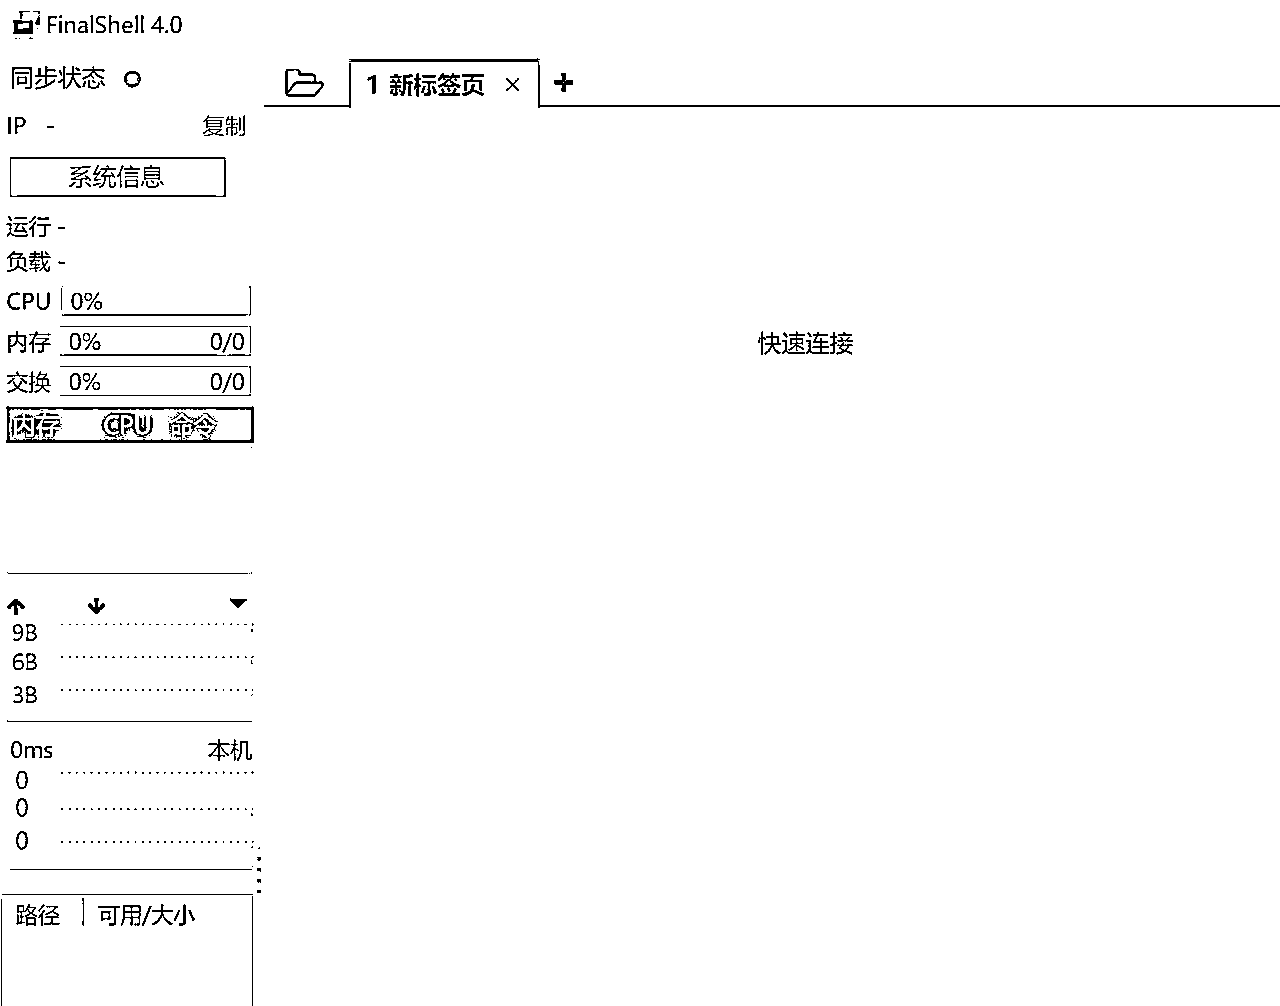 FinalShell 4.0
同步状态
1 新标签页
IP - 复制
系统信息
运行 -
负载 -
CPU 0%
内存 0% 0/0
快速连接
交换 0% 0/0
内存 CPU 命令
9B
6B
3B
0ms 本机
0
0
0
路径 可用/大小